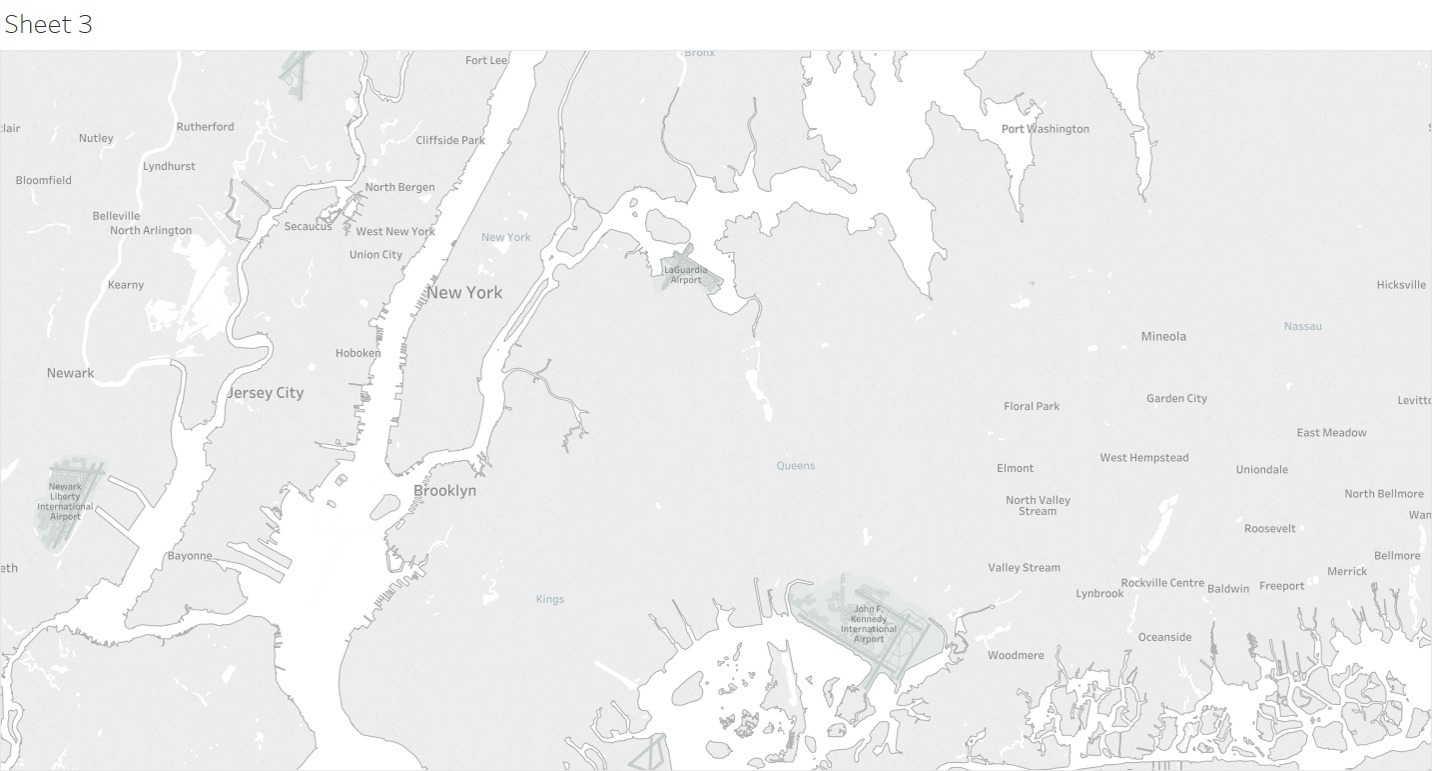 Sheet 3
Bronx
Fort Lee
Rutherford
Nutley
Port Washington
Cliffside Park
Lyndhurst
Bloomfield
North Bergen
Belleville
North Arlington
Secaucus
West New York
New York
Union City
LaGuardia
Airport
Kearny
New York
Hicksville
Nassau
Mineola
Hoboken
Newark
Jersey City
Garden City
Floral Park
East Meadow
West Hempstead
Queens
Elmont
Uniondale
Newark
Liberty
International
Airport
Brooklyn
North Bellmore
North Valley
Stream
Roosevelt
Bayonne
Bellmore
Valley Stream
Merrick
Rockville Centre
Baldwin
Freeport
Lynbrook
Kings
John F.
Kennedy
International
Airport
Oceanside
Woodmere